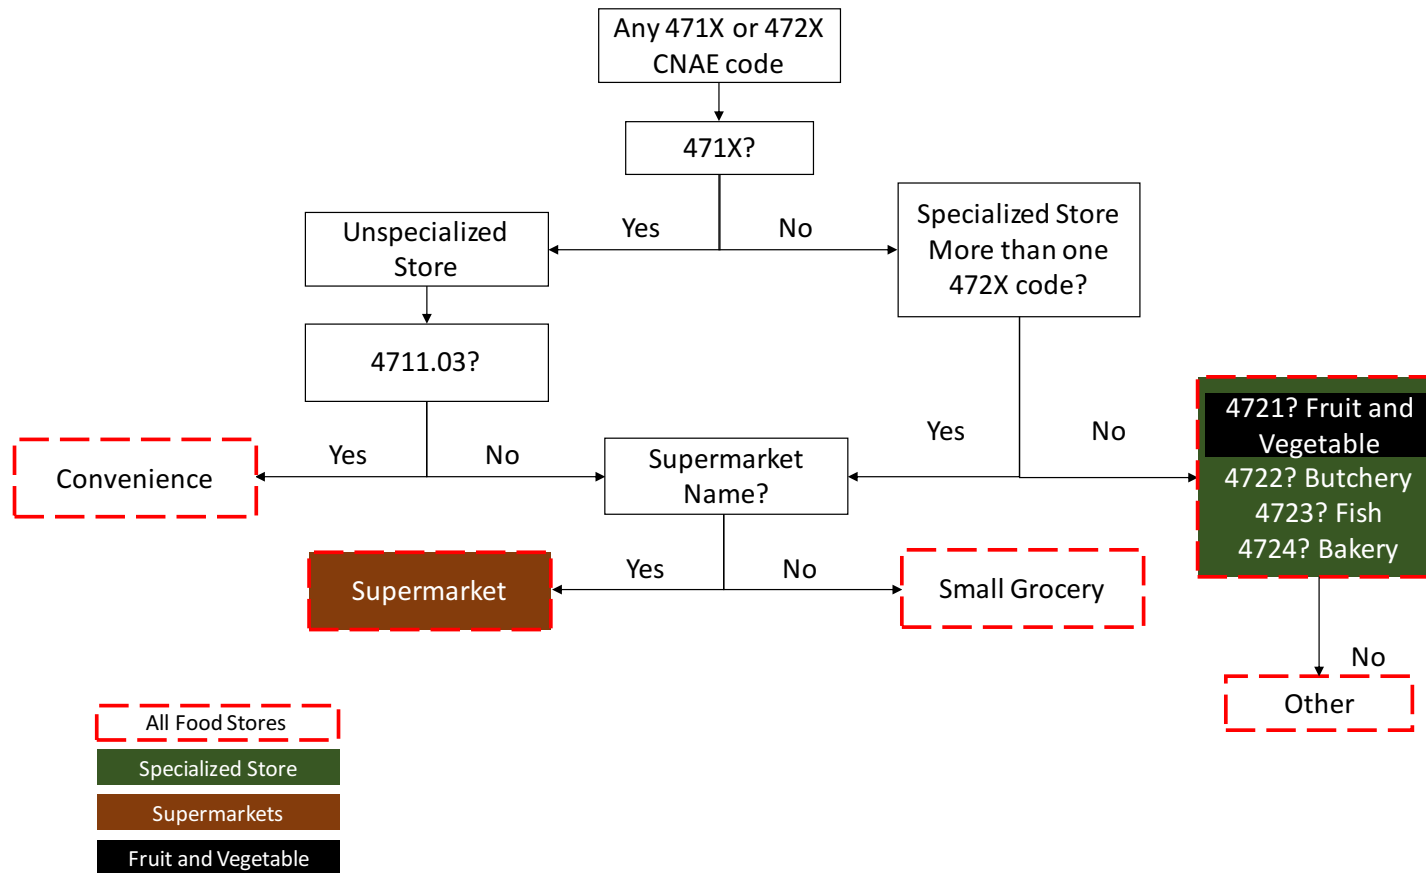 Any 471X or 472X
CNAE code
471X?
Yes
No
Unspecialized
Store
Specialized Store
More than one
472X code?
4711.03?
Yes
No
Convenience
Supermarket
Name?
Yes
No
4721? Fruit and
Vegetable
4722? Butchery
4723? Fish
4724? Bakery
Yes
No
Supermarket
Small Grocery
No
Other
All Food Stores
Specialized Store
Supermarkets
Fruit and Vegetable